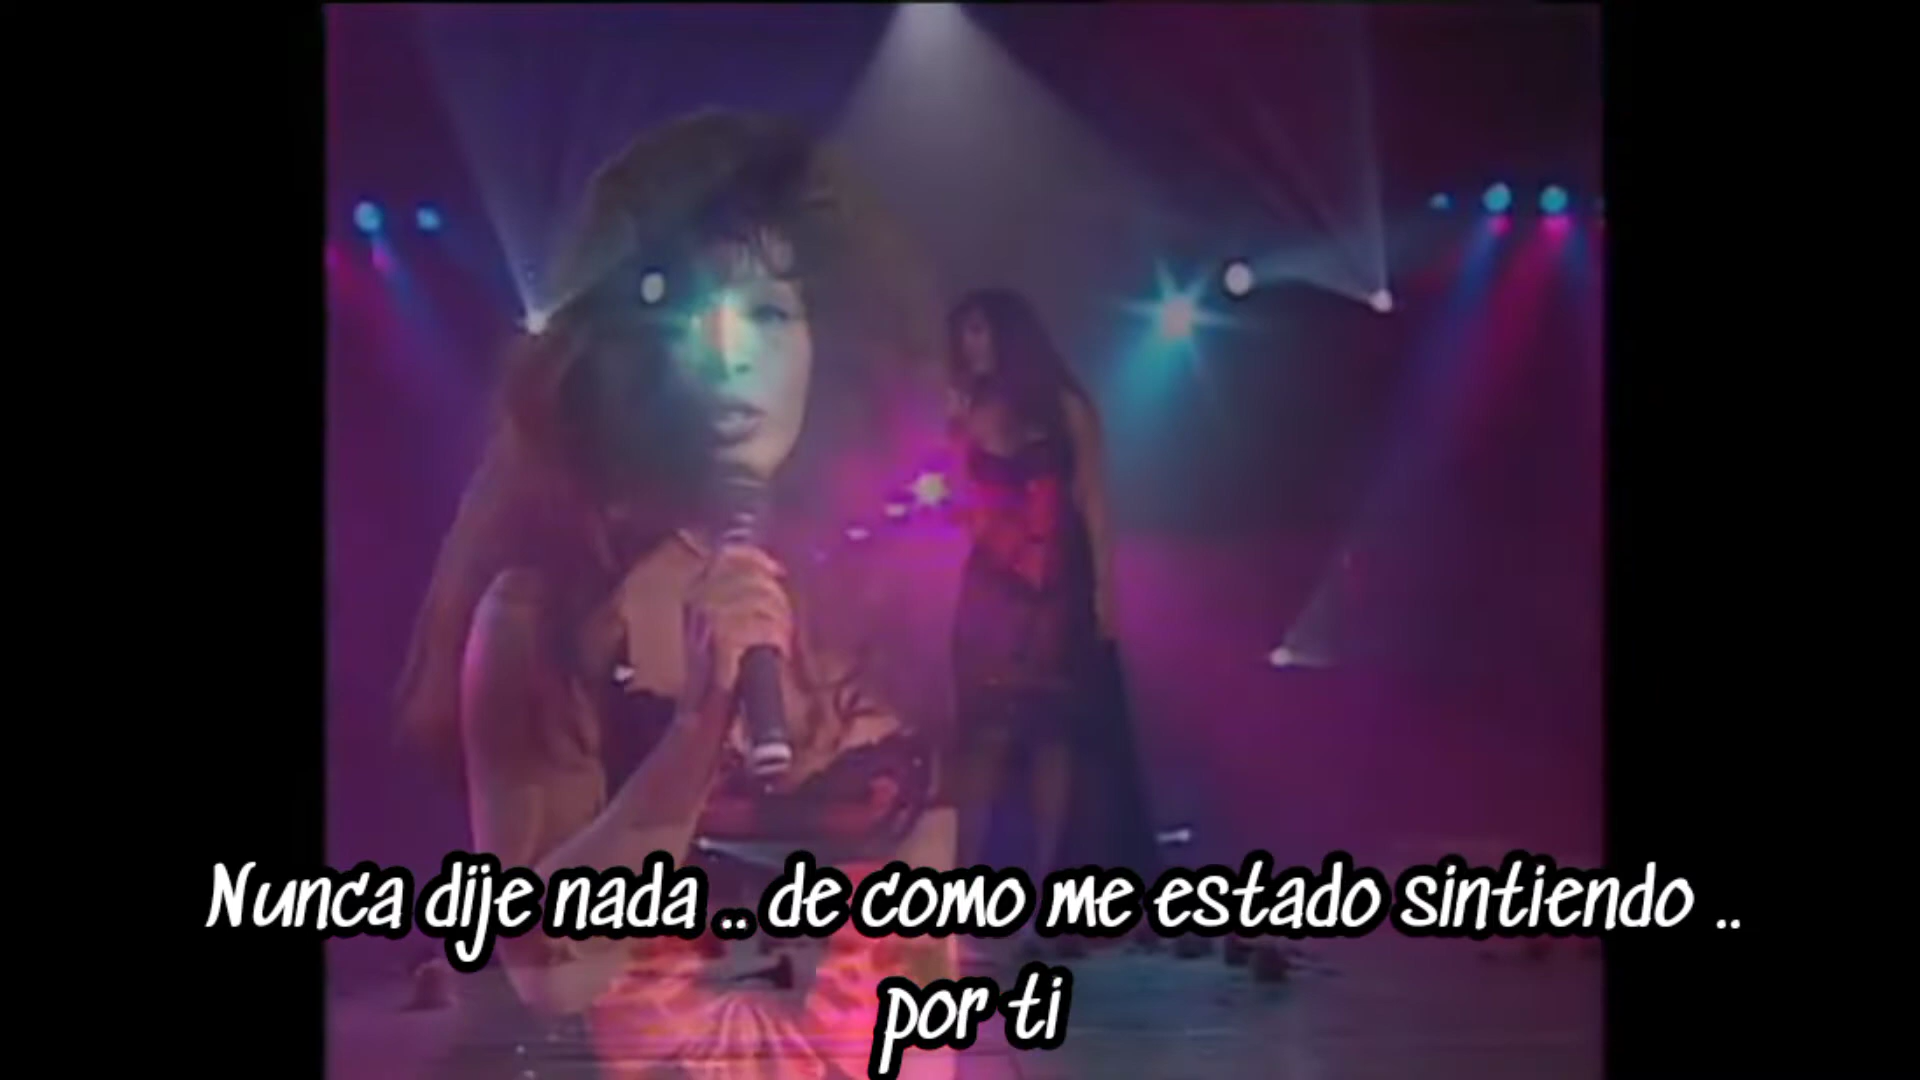 Nunca dije nada .. de como me estado sintiendo ..
por ti